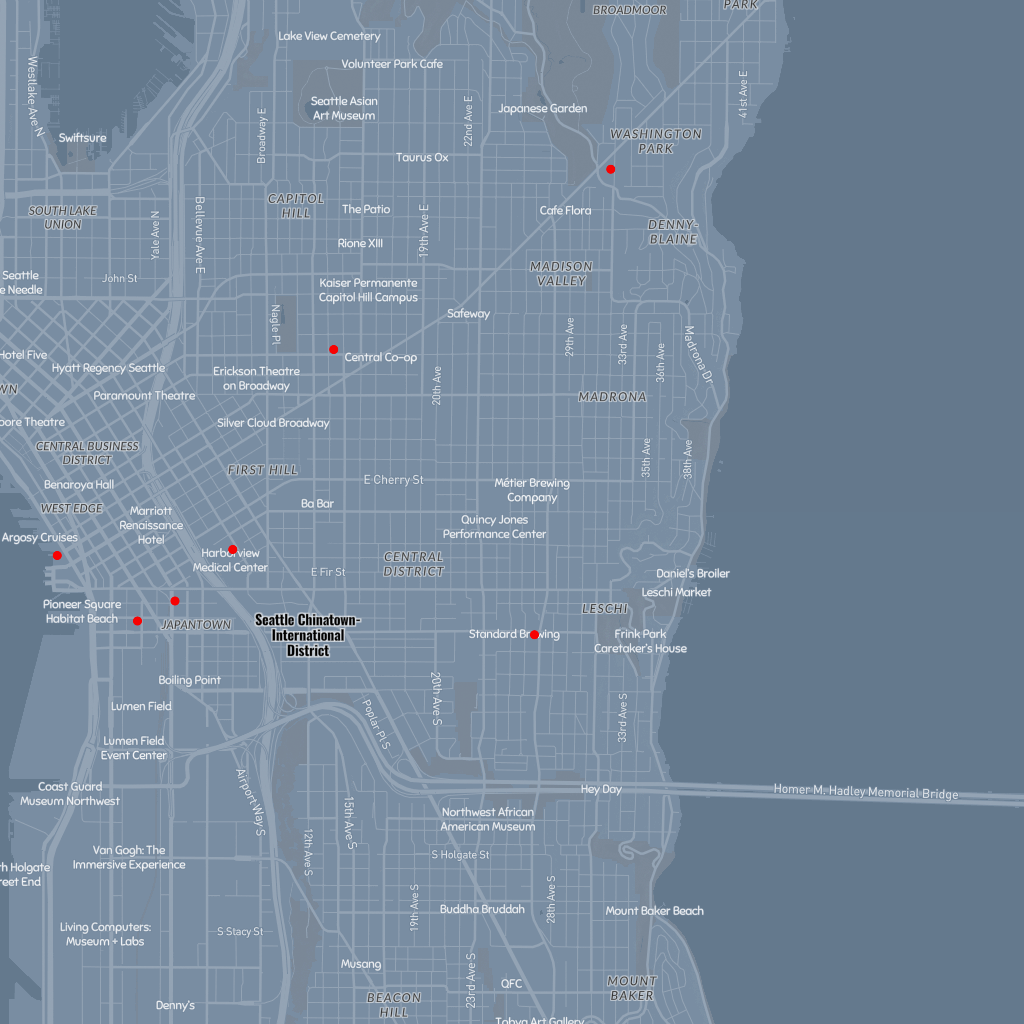 BROADMOOR
PARK
Lake View Cemetery
Volunteer Park Cafe
Westlake Ave N
41st Ave E
Seattle Asian
Art Museum
22nd Ave E
Japanese Garden
Broadway E
Swiftsure
WASHINGTON
PARK
Taurus Ox
CAPITOL
HILL
SOUTH LAKE
UNION
The Patio
Cafe Flora
Yale Ave N
Bellevue Ave E
19th Ave E
DENNY-
BLAINE
Rione XIII
MADISON
VALLEY
Seattle
e Needle
John St
Kaiser Permanente
Capitol Hill Campus
Safeway
Nagle Pl
29th Ave
33rd Ave
36th Ave
Madrona Dr
Hotel Five
Hyatt Regency Seattle
Central Co-op
Erickson Theatre
on Broadway
20th Ave
WN
Paramount Theatre
MADRONA
oore Theatre
Silver Cloud Broadway
CENTRAL BUSINESS
DISTRICT
35th Ave
38th Ave
FIRST HILL
E Cherry St
Benaroya Hall
Métier Brewing
Company
WEST EDGE
Marriott
Renaissance
Hotel
Ba Bar
Quincy Jones
Performance Center
Argosy Cruises
Harborview
Medical Center
CENTRAL
DISTRICT
E Fir St
Daniel's Broiler
Leschi Market
Pioneer Square
Habitat Beach
JAPANTOWN
LESCHI
Seattle Chinatown-
International
District
Standard Brewing
Frink Park
Caretaker's House
Boiling Point
20th Ave S
Lumen Field
Poplar Pl S
33rd Ave S
Lumen Field
Event Center
Coast Guard
Museum Northwest
Airport Way S
Hey Day
Homer M. Hadley Memorial Bridge
15th Ave S
12th Ave S
Northwest African
American Museum
Van Gogh: The
Immersive Experience
S Holgate St
th Holgate
reet End
19th Ave S
28th Ave S
Buddha Bruddah
Mount Baker Beach
Living Computers:
Museum + Labs
S Stacy St
Musang
23rd Ave S
QFC
MOUNT
BAKER
Denny's
BEACON
HILL
Tobya Art Gallery